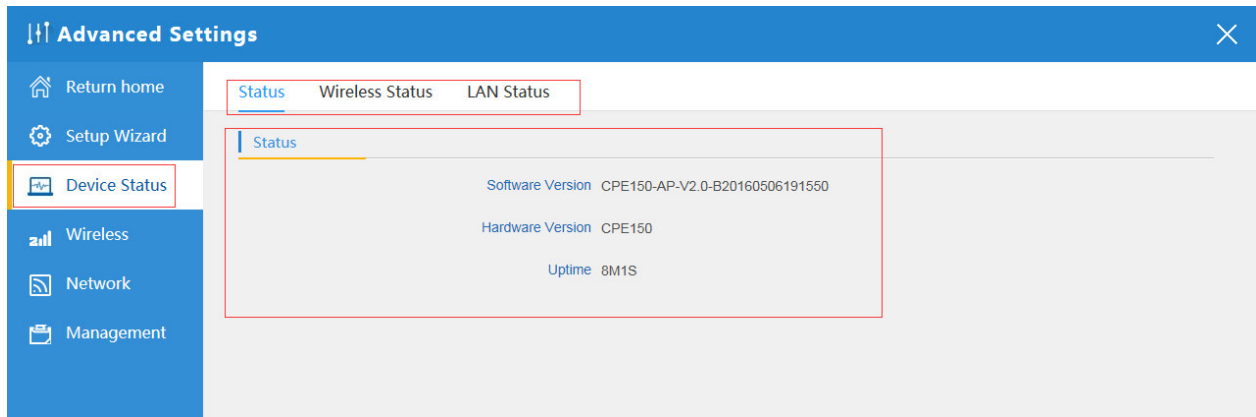 Advanced Settings
Return home
Setup Wizard
Device Status
Wireless
Network
Management
Status Wireless Status LAN Status
Status
Software Version CPE150-AP-V2.0-B20160506191550
Hardware Version CPE150
Uptime 8M1S